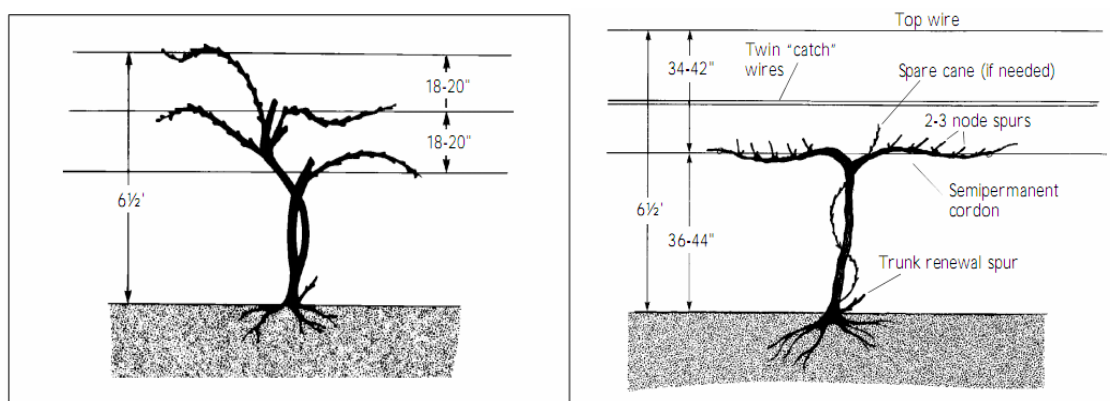 18-20"
18-20"
6½'
Top wire
Twin “catch”
wires
34-42"
Spare cane (if needed)
2-3 node spurs
Semipermanent
cordon
6½'
36-44"
Trunk renewal spur